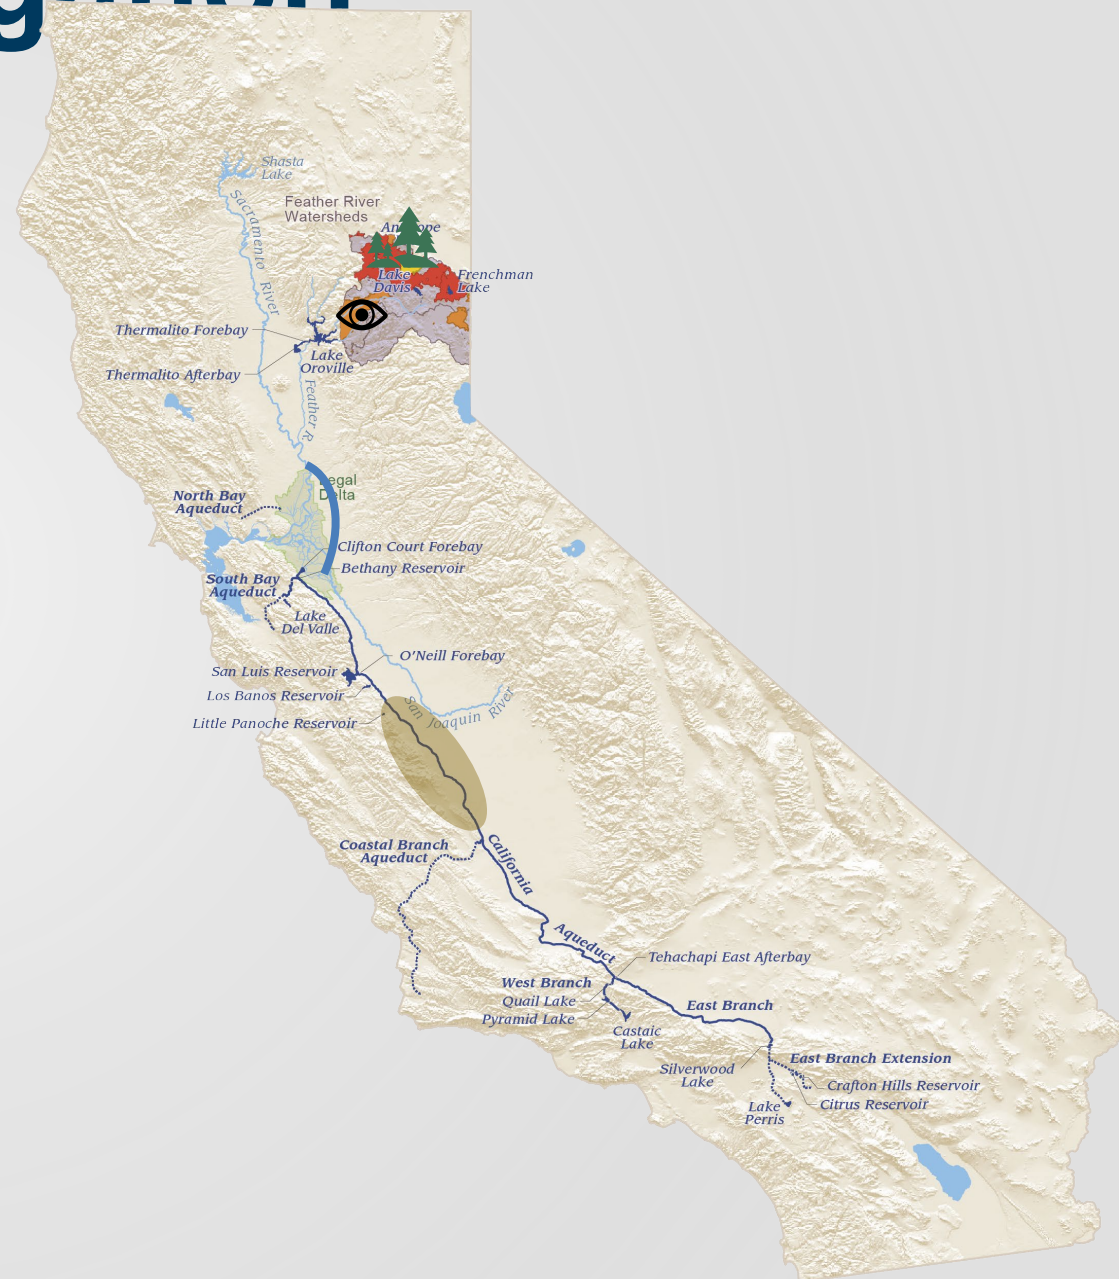 Shasta
Lake
Sacramento River
Feather River
Watersheds
Lake
Davis
Frenchman
Lake
Thermalito Forebay
Lake
Oroville
Thermalito Afterbay
Feather R
Delta
North Bay
Aqueduct
Clifton Court Forebay
Bethany Reservoir
South Bay
Aqueduct
Lake
Del Valle
O'Neill Forebay
San Luis Reservoir
Los Banos Reservoir
San Joaquin River
Little Panoche Reservoir
California Aqueduct
Coastal Branch
Aqueduct
Tehachapi East Afterbay
West Branch
Quail Lake
Pyramid Lake
East Branch
Castaic
Lake
East Branch Extension
Silverwood
Lake
Crafton Hills Reservoir
Citrus Reservoir
Lake
Perris